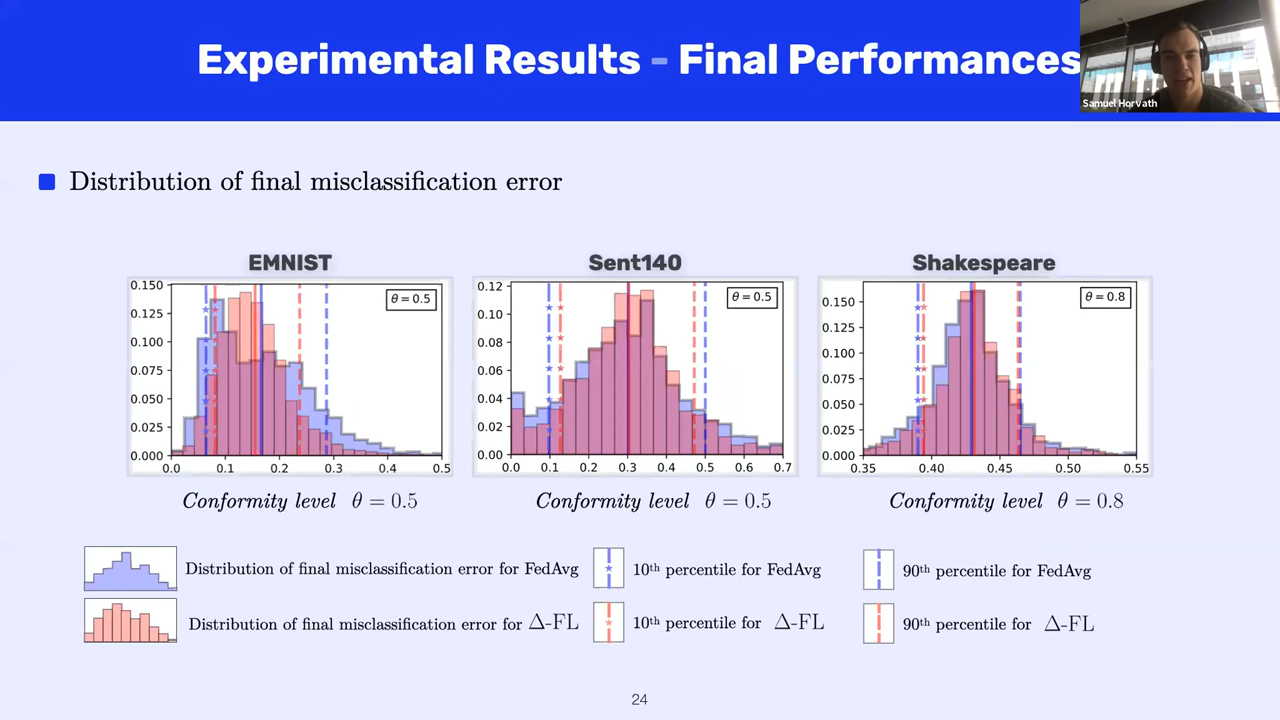 Experimental Results - Final Performances
Samuel Horvath
Distribution of final misclassification error
EMNIST
Sent140
Shakespeare
0.150
0.125
0.100
0.075
0.050
0.025
0.000
0.0 0.1 0.2 0.3 0.4 0.5
θ = 0.5
0.12
0.10
0.08
0.06
0.04
0.02
0.00
0.0 0.1 0.2 0.3 0.4 0.5 0.6 0.7
θ = 0.5
0.150
0.125
0.100
0.075
0.050
0.025
0.000
0.35 0.40 0.45 0.50 0.55
θ = 0.8
Conformity level θ = 0.5
Conformity level θ = 0.5
Conformity level θ = 0.8
Distribution of final misclassification error for FedAvg
10th percentile for FedAvg
90th percentile for FedAvg
Distribution of final misclassification error for Δ-FL
10th percentile for Δ-FL
90th percentile for Δ-FL
24